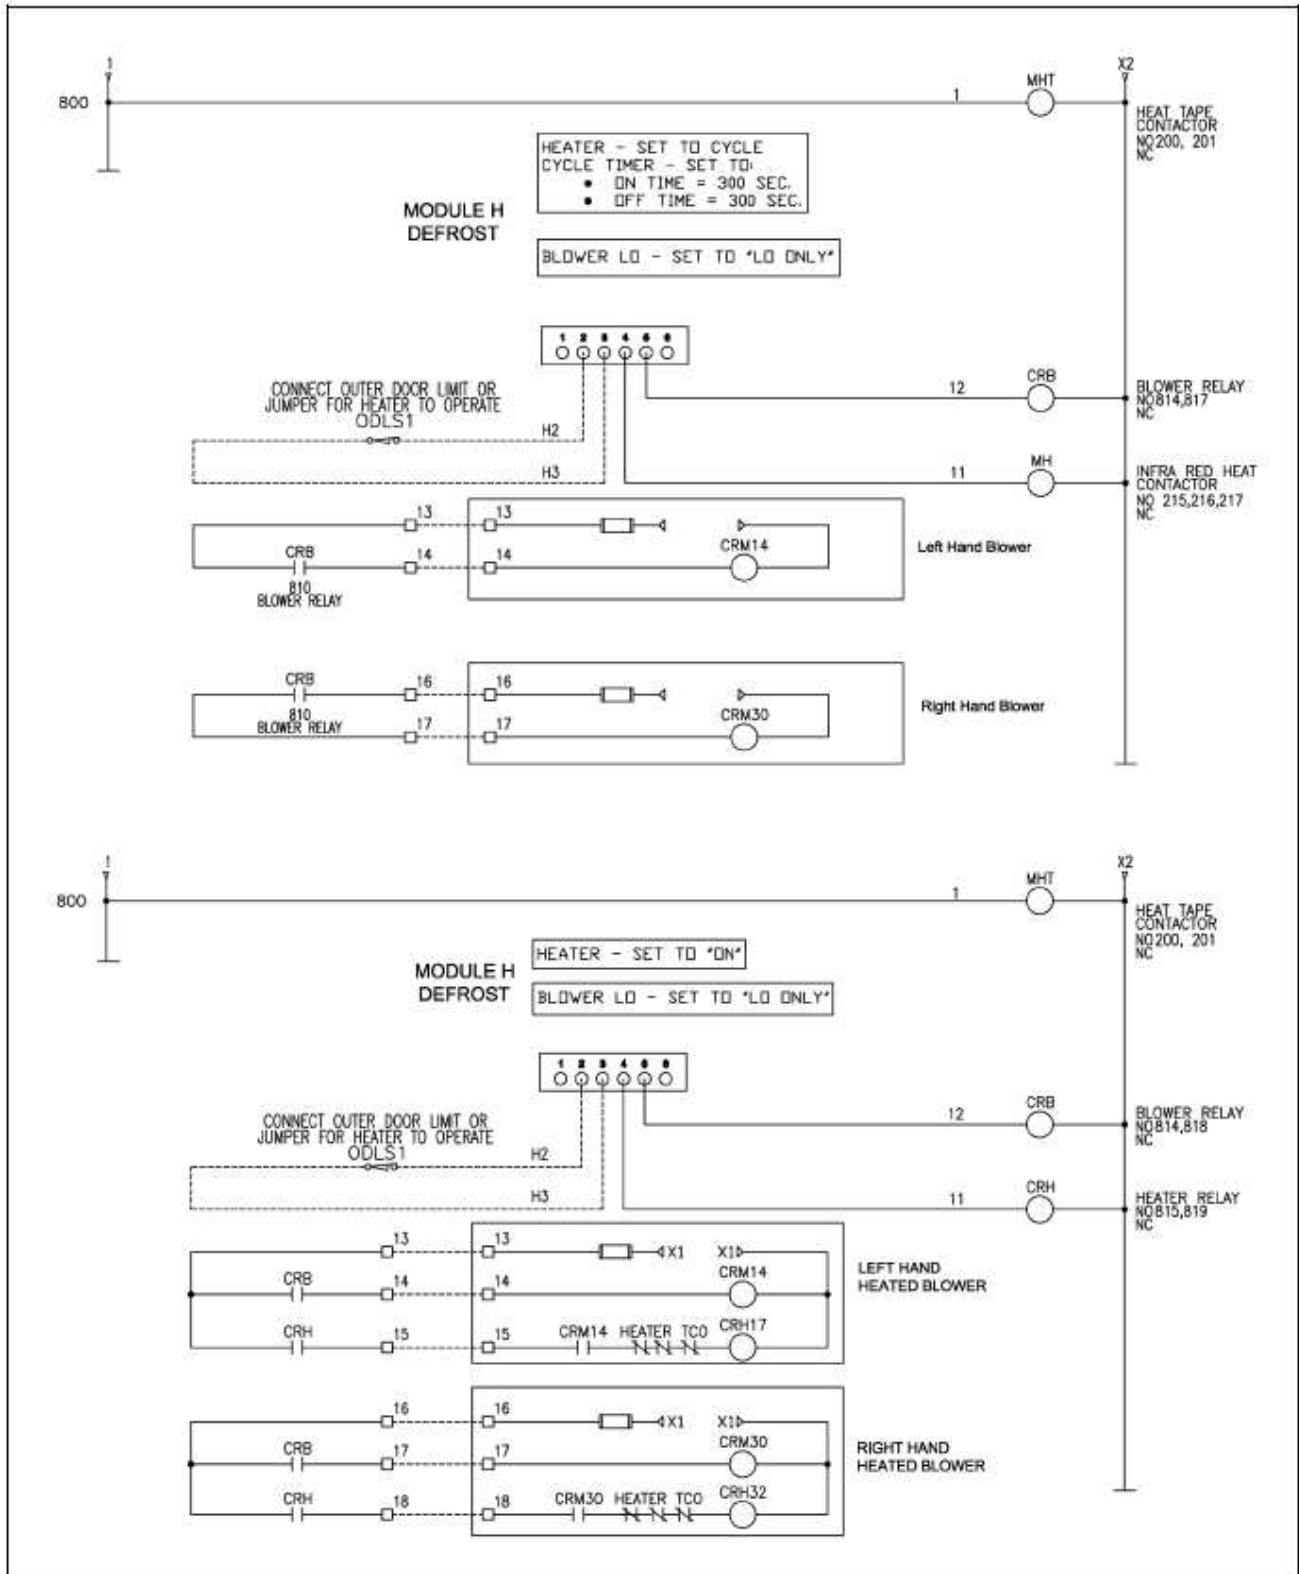 1
X2
MHT
800
1
HEAT TAPE
CONTACTOR
NO200, 201
NC
HEATER - SET TO CYCLE
CYCLE TIMER - SET TO:
• ON TIME = 300 SEC.
• OFF TIME = 300 SEC.
MODULE H
DEFROST
BLOWER LO - SET TO "LO ONLY"
1 2 3 4 5 6
CONNECT OUTER DOOR LIMIT OR
JUMPER FOR HEATER TO OPERATE
ODLS1
H2
H3
12
CRB
BLOWER RELAY
NO814,817
NC
11
MH
INFRA RED HEAT
CONTACTOR
NO 215,216,217
NC
13
13
CRB
14
14
CRM14
810
BLOWER RELAY
Left Hand Blower
CRB
16
16
810
BLOWER RELAY
17
17
CRM30
Right Hand Blower
1
X2
MHT
800
1
HEAT TAPE
CONTACTOR
NO200, 201
NC
HEATER - SET TO "ON"
MODULE H
DEFROST
BLOWER LO - SET TO "LO ONLY"
1 2 3 4 5 6
CONNECT OUTER DOOR LIMIT OR
JUMPER FOR HEATER TO OPERATE
ODLS1
H2
H3
12
CRB
BLOWER RELAY
NO814,818
NC
11
CRH
HEATER RELAY
NO815,819
NC
13
13
X1
X1
CRB
14
14
CRM14
CRH
15
15
CRM14 HEATER TCO CRH17
LEFT HAND
HEATED BLOWER
16
16
X1
X1
CRB
17
17
CRM30
CRH
18
18
CRM30 HEATER TCO CRH32
RIGHT HAND
HEATED BLOWER